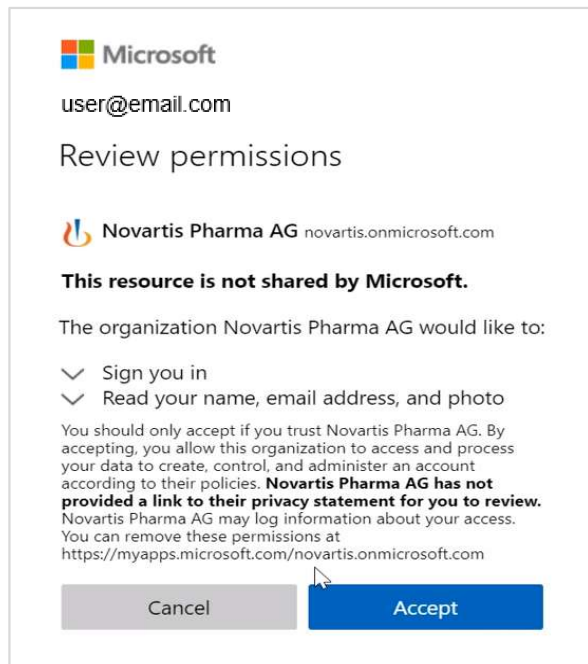 Microsoft
user@email.com
Review permissions
Novartis Pharma AG novartis.onmicrosoft.com
This resource is not shared by Microsoft.
The organization Novartis Pharma AG would like to:
Sign you in
Read your name, email address, and photo
You should only accept if you trust Novartis Pharma AG. By
accepting, you allow this organization to access and process
your data to create, control, and administer an account
according to their policies. Novartis Pharma AG has not
provided a link to their privacy statement for you to review.
Novartis Pharma AG may log information about your access.
You can remove these permissions at
https://myapps.microsoft.com/novartis.onmicrosoft.com
Cancel
Accept